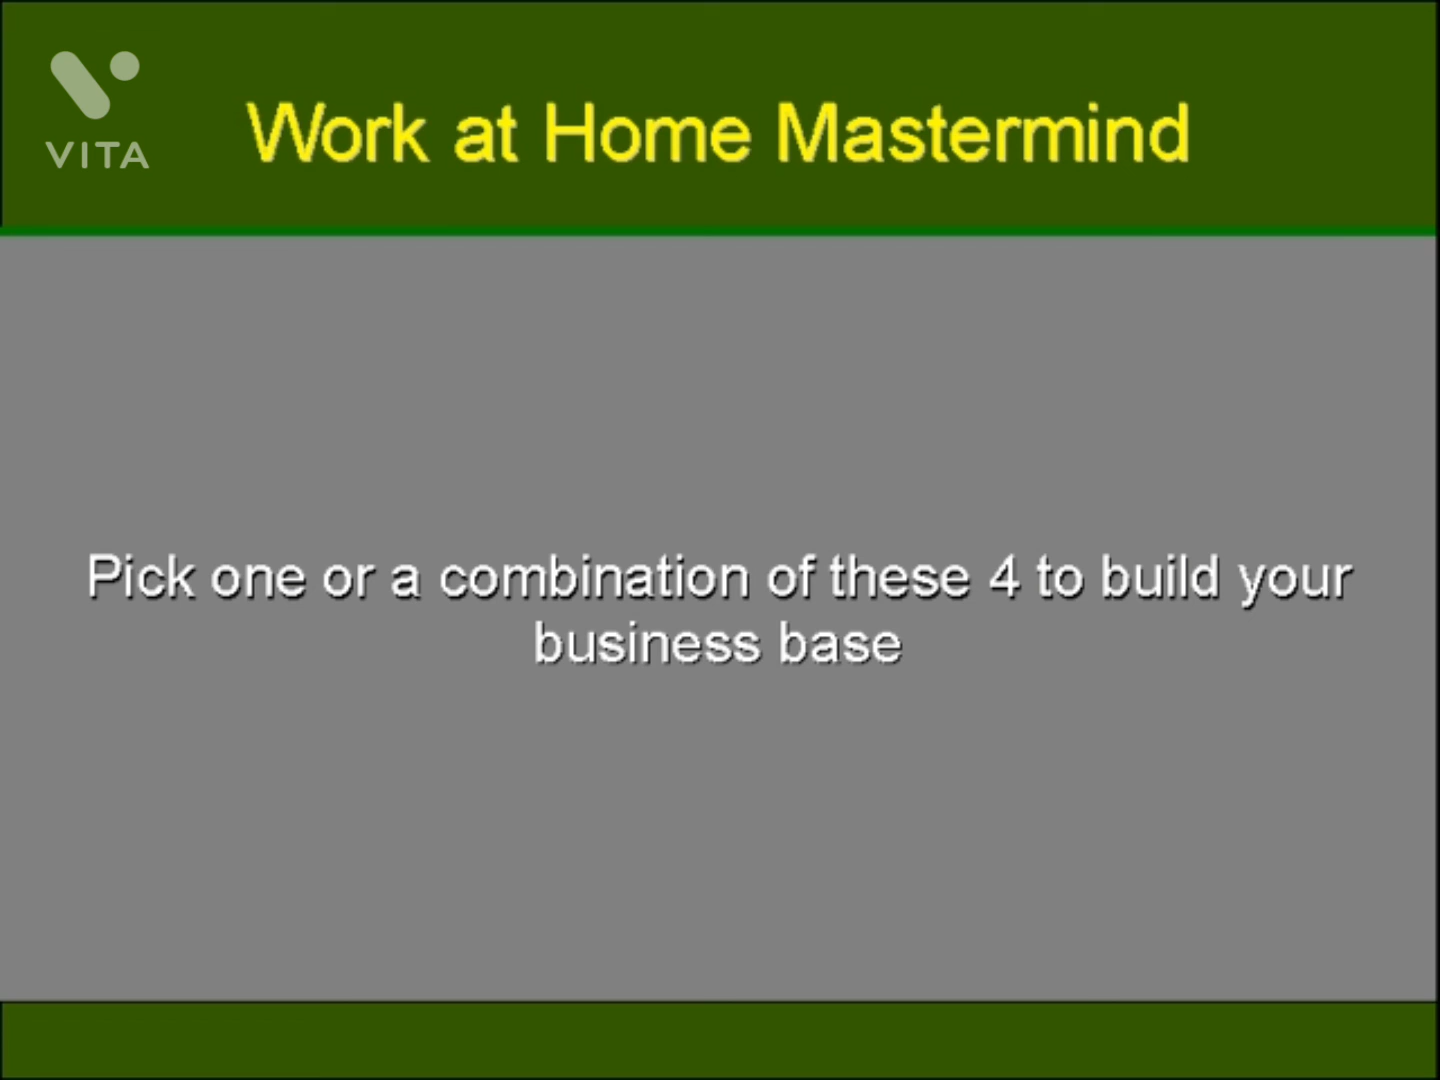 VITA
Work at Home Mastermind
Pick one or a combination of these 4 to build your
business base